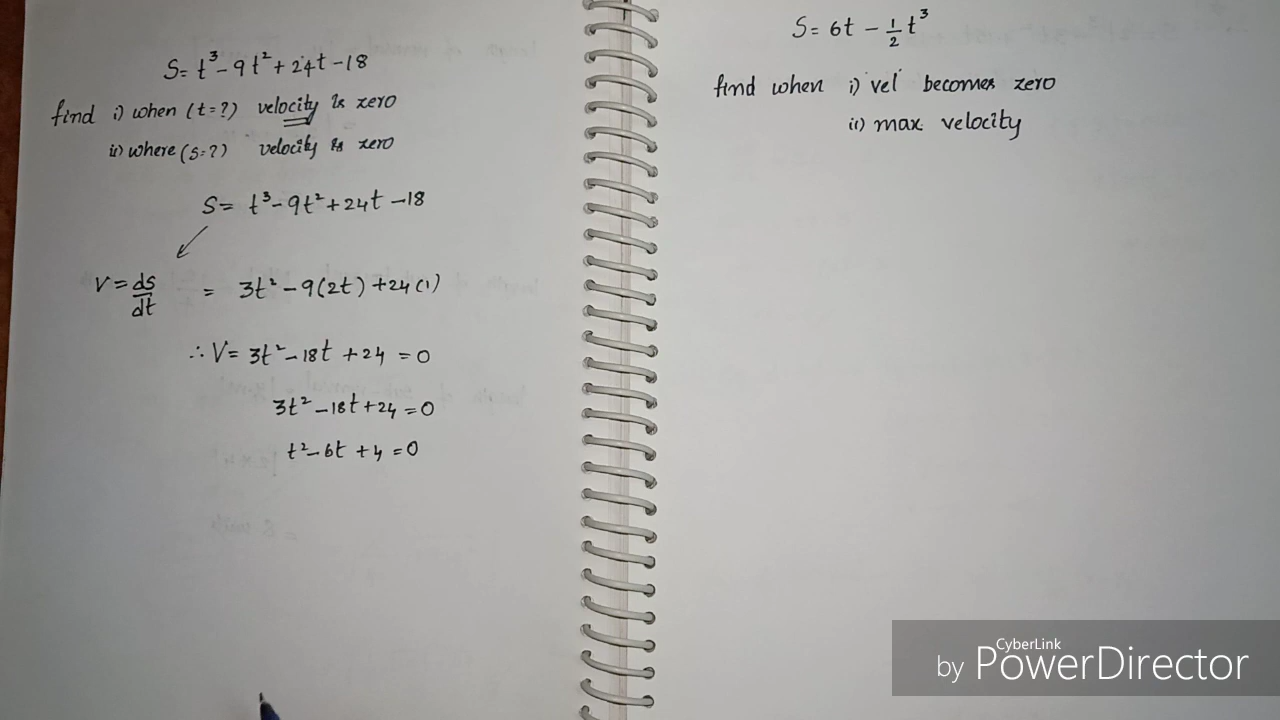 S= t³-9t²+24t-18
find i) when (t=?) velocity is zero
ii) where (s=?) velocity is zero
S= t³-9t²+24t-18
V = ds/dt = 3t²-9(2t)+24(1)
∴ V= 3t²-18t+24 =0
3t²-18t+24=0
t²-6t+4=0
S= 6t - 1/2 t³
find when i) vel becomes zero
ii) max velocity
CyberLink
by PowerDirector